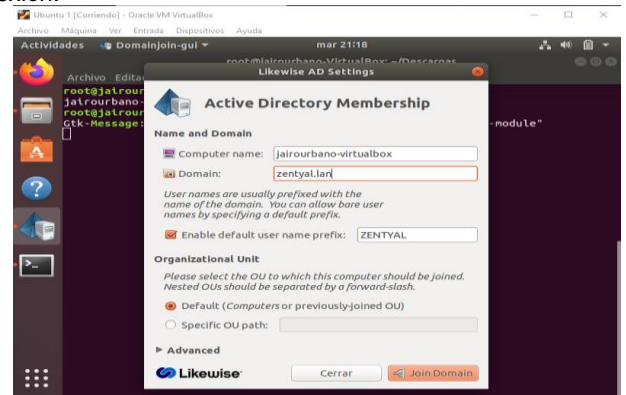 Ubuntu 1 [Corriendo] - Oracle VM VirtualBox
Archivo Máquina Ver Entrada Dispositivos Ayuda
Actividades Domainjoin-gui mar 21:18
root@jairourbano-VirtualBox: ~/Descargas
Likewise AD Settings
Archivo Edita
root@jairour
jairourbano-
root@jairour
Gtk-Message: -module"
Active Directory Membership
Name and Domain
Computer name: jairourbano-virtualbox
Domain: zentyal.lan
User names are usually prefixed with the
name of the domain. You can allow bare user
names by specifying a default prefix.
Enable default user name prefix: ZENTYAL
Organizational Unit
Please select the OU to which this computer should be joined.
Nested OUs should be separated by a forward-slash.
Default (Computers or previously-joined OU)
Specific OU path:
Advanced
Likewise Cerrar Join Domain